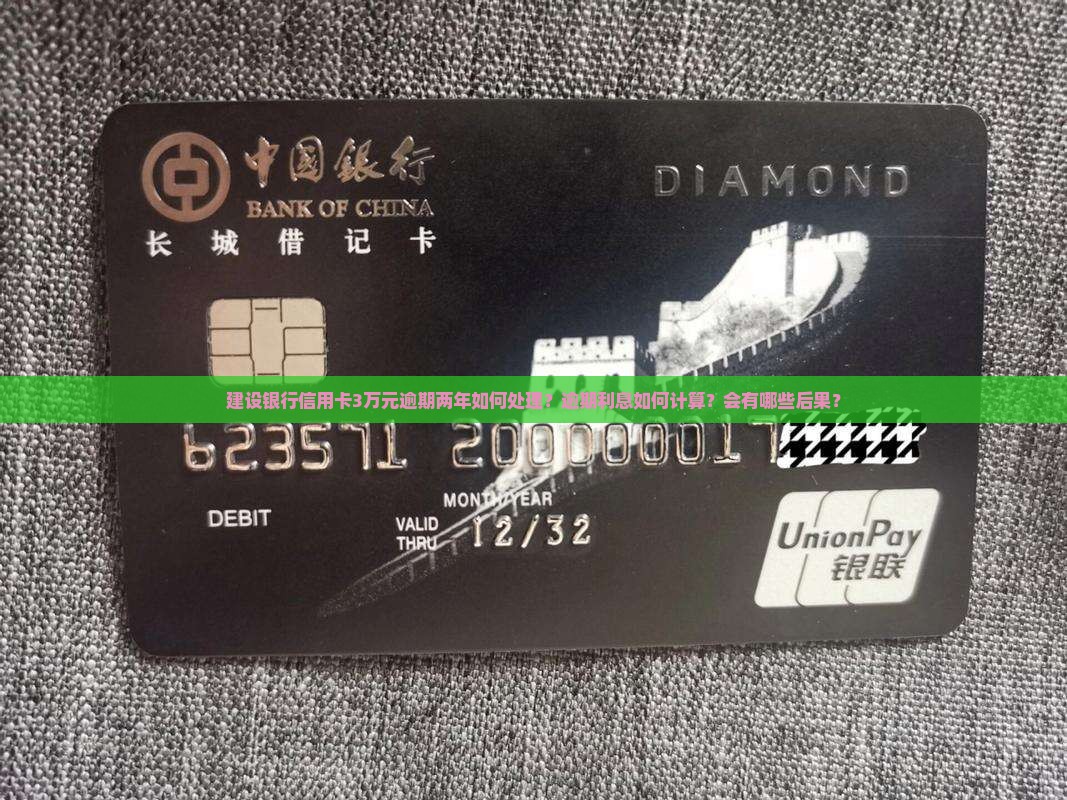 中国銀行
BANK OF CHINA
长城借记卡
DIAMOND
建设银行信用卡3万元逾期两年如何处理？逾期利息如何计算？会有哪些后果？
623571 200000017
MONTH/YEAR
DEBIT
VALID THRU 12/32
UnionPay
银联